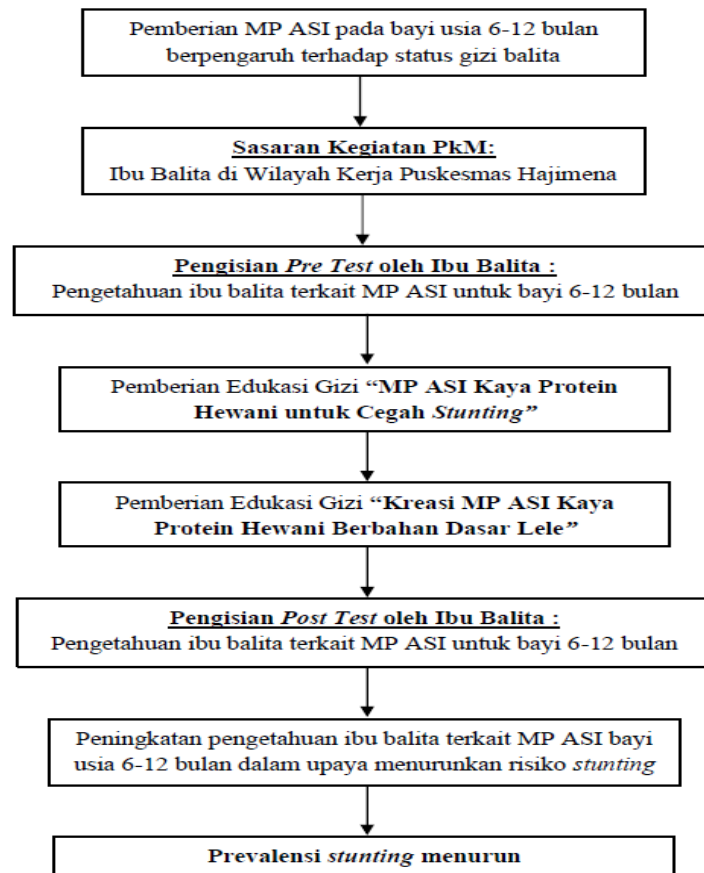 Pemberian MP ASI pada bayi usia 6-12 bulan
berpengaruh terhadap status gizi balita
Sasaran Kegiatan PkM:
Ibu Balita di Wilayah Kerja Puskesmas Hajimena
Pengisian Pre Test oleh Ibu Balita :
Pengetahuan ibu balita terkait MP ASI untuk bayi 6-12 bulan
Pemberian Edukasi Gizi “MP ASI Kaya Protein
Hewani untuk Cegah Stunting”
Pemberian Edukasi Gizi “Kreasi MP ASI Kaya
Protein Hewani Berbahan Dasar Lele”
Pengisian Post Test oleh Ibu Balita :
Pengetahuan ibu balita terkait MP ASI untuk bayi 6-12 bulan
Peningkatan pengetahuan ibu balita terkait MP ASI bayi
usia 6-12 bulan dalam upaya menurunkan risiko stunting
Prevalensi stunting menurun